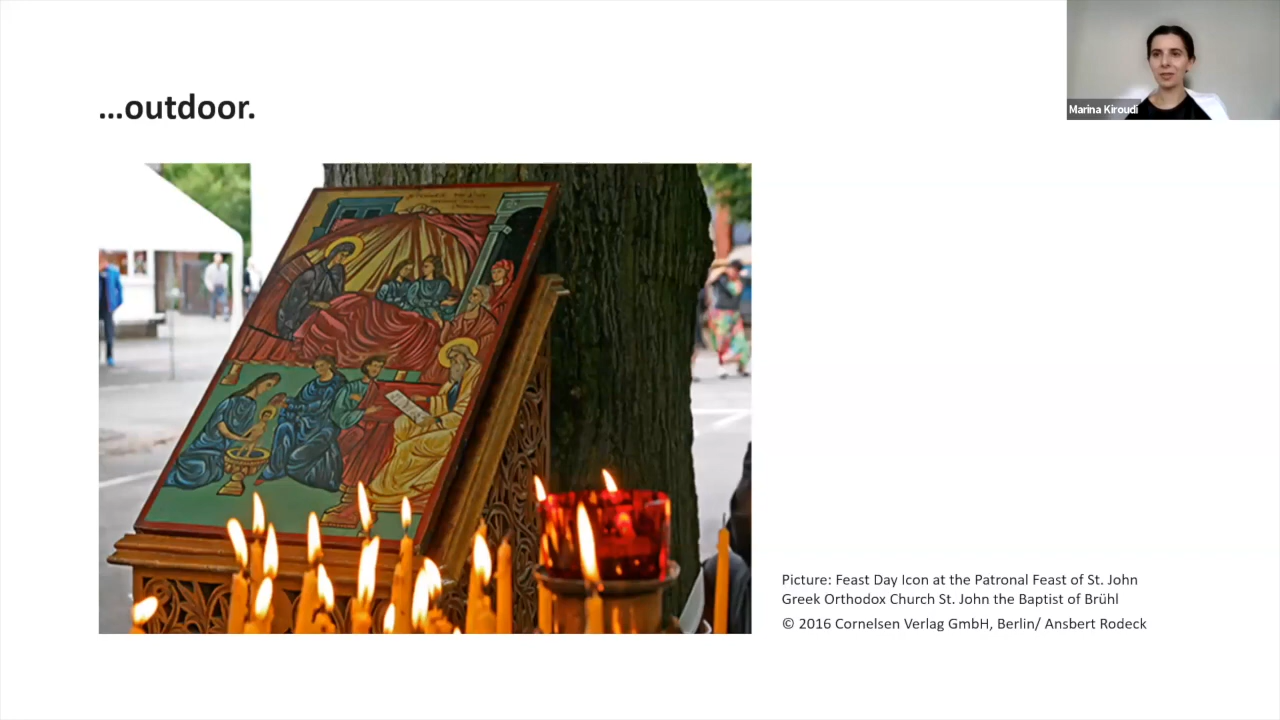 ...outdoor.
Marina Kiroudi
Picture: Feast Day Icon at the Patronal Feast of St. John
Greek Orthodox Church St. John the Baptist of Brühl
© 2016 Cornelsen Verlag GmbH, Berlin/ Ansbert Rodeck